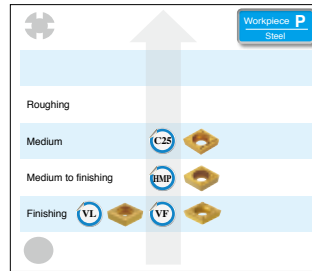 Workpiece P
Steel
Roughing
Medium C25
Medium to finishing HMP
Finishing VL VF